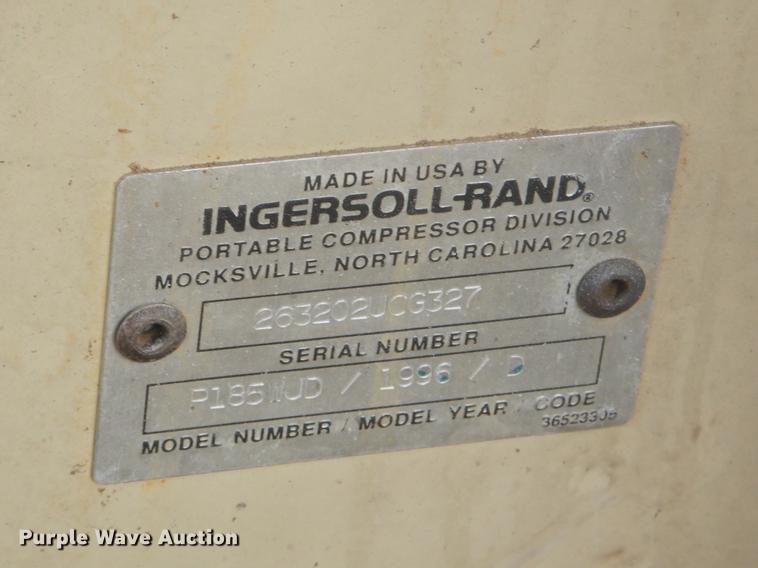 MADE IN USA BY
INGERSOLL-RAND®
PORTABLE COMPRESSOR DIVISION
MOCKSVILLE, NORTH CAROLINA 27028
263202UCG327
SERIAL NUMBER
P185WJD / 1996 / D
MODEL NUMBER / MODEL YEAR / CODE
36523305
Purple Wave Auction